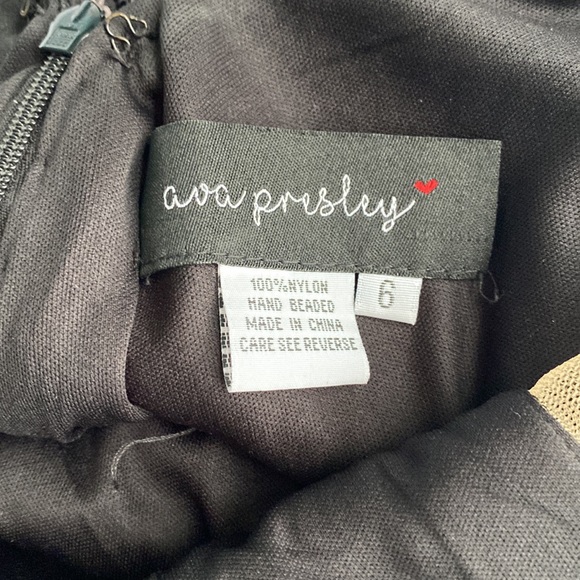 ava presley
100%NYLON
HAND BEADED
MADE IN CHINA
CARE SEE REVERSE
6